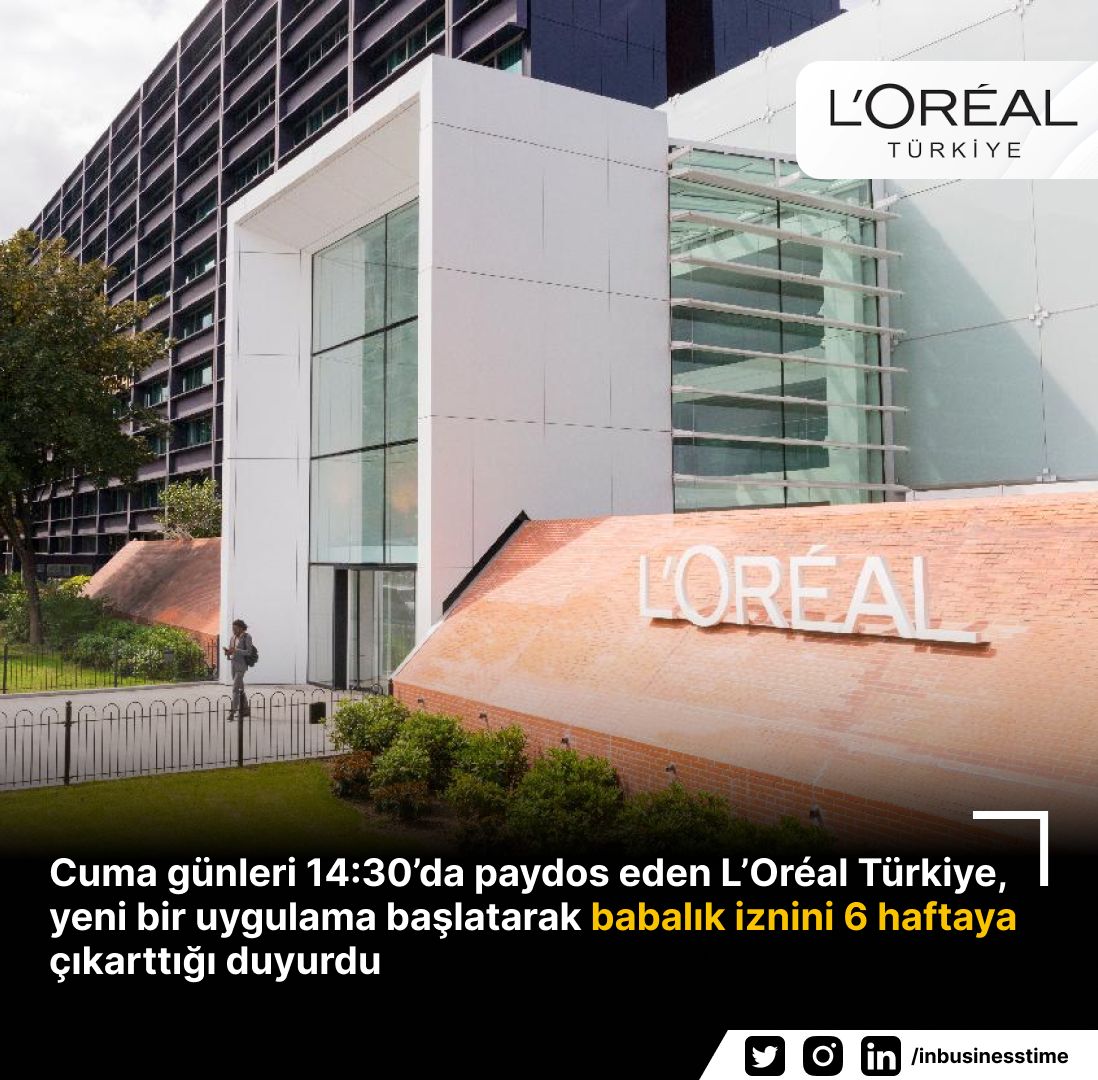 L'ORÉAL
TÜRKİYE
L'ORÉAL
Cuma günleri 14:30’da paydos eden L’Oréal Türkiye,
yeni bir uygulama başlatarak babalık iznini 6 haftaya
çıkarttığı duyurdu
/inbusinesstime